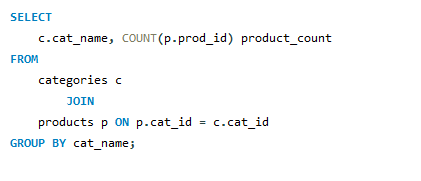 SELECT
    c.cat_name, COUNT(p.prod_id) product_count
FROM
    categories c
        JOIN
    products p ON p.cat_id = c.cat_id
GROUP BY cat_name;